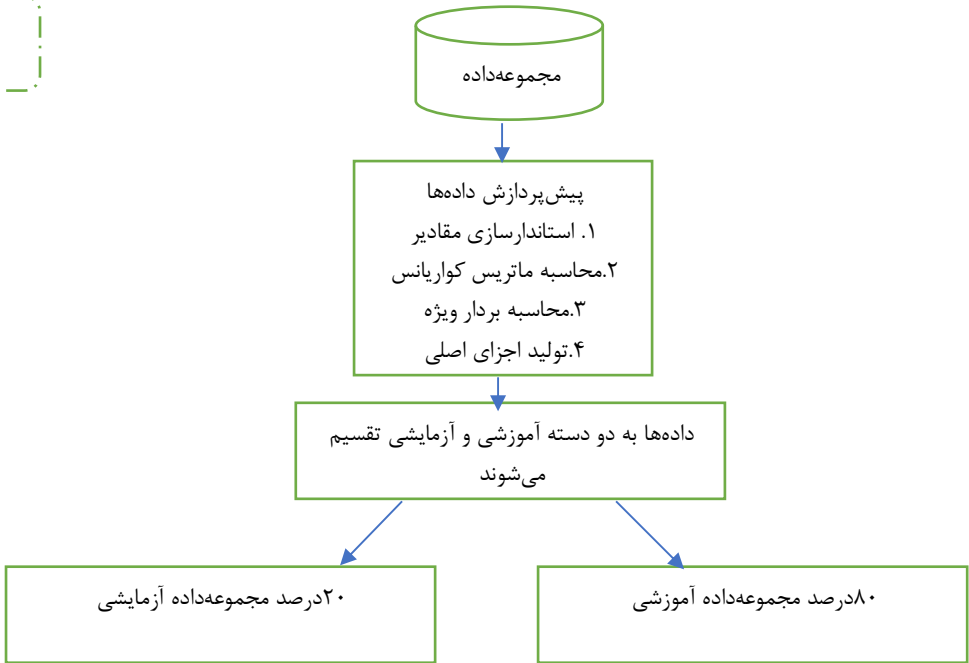 مجموعه‌داده
پیش‌پردازش داده‌ها
۱. استاندارسازی مقادیر
۲.محاسبه ماتریس کواریانس
۳.محاسبه بردار ویژه
۴.تولید اجزای اصلی
داده‌ها به دو دسته آموزشی و آزمایشی تقسیم
می‌شوند
۸۰درصد مجموعه‌داده آموزشی
۲۰درصد مجموعه‌داده آزمایشی